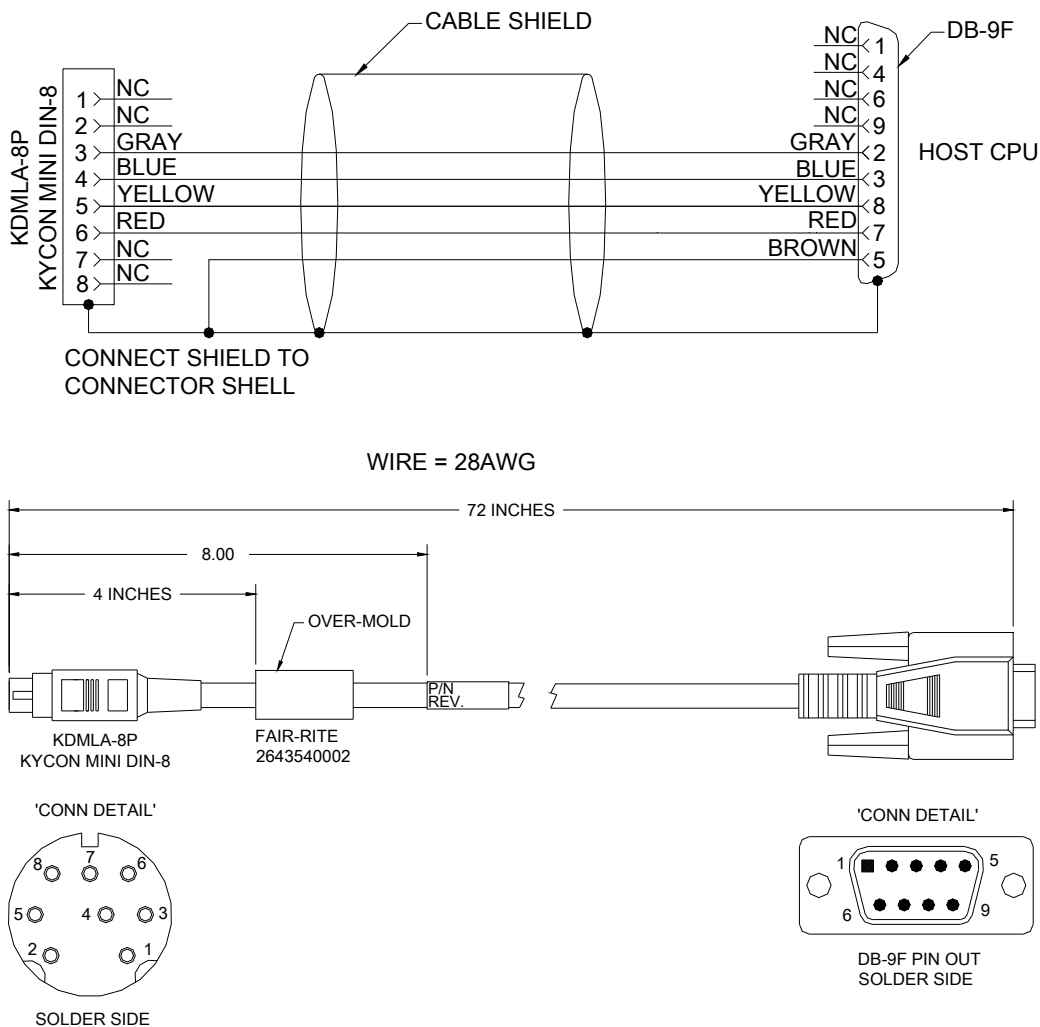 CABLE SHIELD
DB-9F
KDMLA-8P
KYCON MINI DIN-8
1 NC
2 NC
3 GRAY
4 BLUE
5 YELLOW
6 RED
7 NC
8 NC
NC 1
NC 4
NC 6
NC 9
GRAY 2
BLUE 3
YELLOW 8
RED 7
BROWN 5
HOST CPU
CONNECT SHIELD TO
CONNECTOR SHELL
WIRE = 28AWG
72 INCHES
8.00
4 INCHES
OVER-MOLD
P/N
REV.
KDMLA-8P
KYCON MINI DIN-8
FAIR-RITE
2643540002
'CONN DETAIL'
8 7 6
5 4 3
2 1
SOLDER SIDE
'CONN DETAIL'
1 5
6 9
DB-9F PIN OUT
SOLDER SIDE